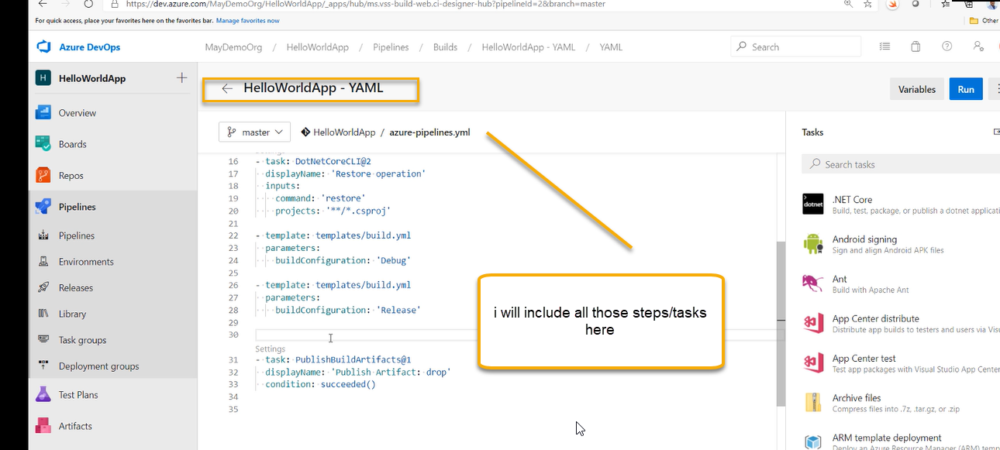 https://dev.azure.com/MayDemoOrg/HelloWorldApp/_apps/hub/ms.vss-build-web.ci-designer-hub?pipelineId=2&branch=master
For quick access, place your favorites here on the favorites bar. Manage favorites now
Other
Azure DevOps
MayDemoOrg / HelloWorldApp / Pipelines / Builds / HelloWorldApp - YAML / YAML
Search
H HelloWorldApp
Overview
Boards
Repos
Pipelines
Pipelines
Environments
Releases
Library
Task groups
Deployment groups
Test Plans
Artifacts
HelloWorldApp - YAML
Variables
Run
master
HelloWorldApp / azure-pipelines.yml
16 - task: DotNetCoreCLI@2
17 displayName: 'Restore operation'
18 inputs:
19 command: 'restore'
20 projects: '**/*.csproj'
21
22 - template: templates/build.yml
23 parameters:
24 buildConfiguration: 'Debug'
25
26 - template: templates/build.yml
27 parameters:
28 buildConfiguration: 'Release'
29
30
Settings
31 - task: PublishBuildArtifacts@1
32 displayName: 'Publish Artifact: drop'
33 condition: succeeded()
34
35
i will include all those steps/tasks
here
Tasks
Search tasks
dotnet
.NET Core
Build, test, package, or publish a dotnet applicati
Android signing
Sign and align Android APK files
Ant
Build with Apache Ant
App Center distribute
Distribute app builds to testers and users via Visu
App Center test
Test app packages with Visual Studio App Center
Archive files
Compress files into .7z, .tar.gz, or .zip
ARM template deployment
Deploy an Azure Resource Manager (ARM) templ